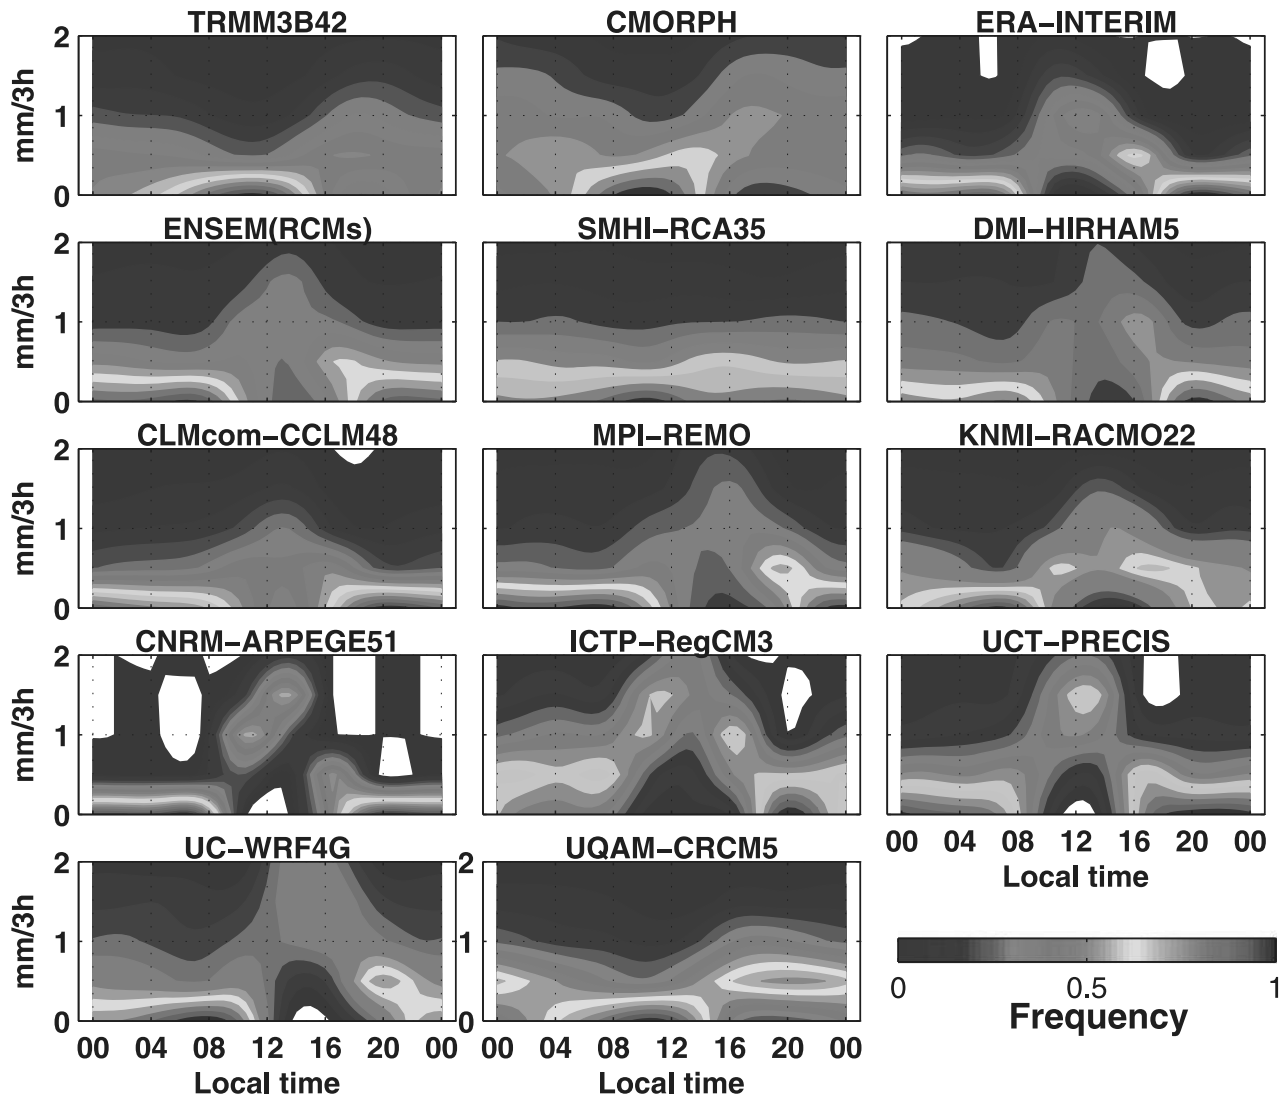 TRMM3B42 CMORPH ERA–INTERIM
mm/3h 2 1 0
ENSEM(RCMs) SMHI–RCA35 DMI–HIRHAM5
mm/3h 2 1 0 2 1 0
CLMcom–CCLM48 MPI–REMO KNMI–RACMO22
mm/3h 2 1 0
CNRM–ARPEGE51 ICTP–RegCM3 UCT–PRECIS
mm/3h 2 1 0
00 04 08 12 16 20 00
Local time
UC–WRF4G UQAM–CRCM5
mm/3h 2 1 0 2 1 0
00 04 08 12 16 20 00 00 04 08 12 16 20 00
Local time Local time
0 0.5 1
Frequency